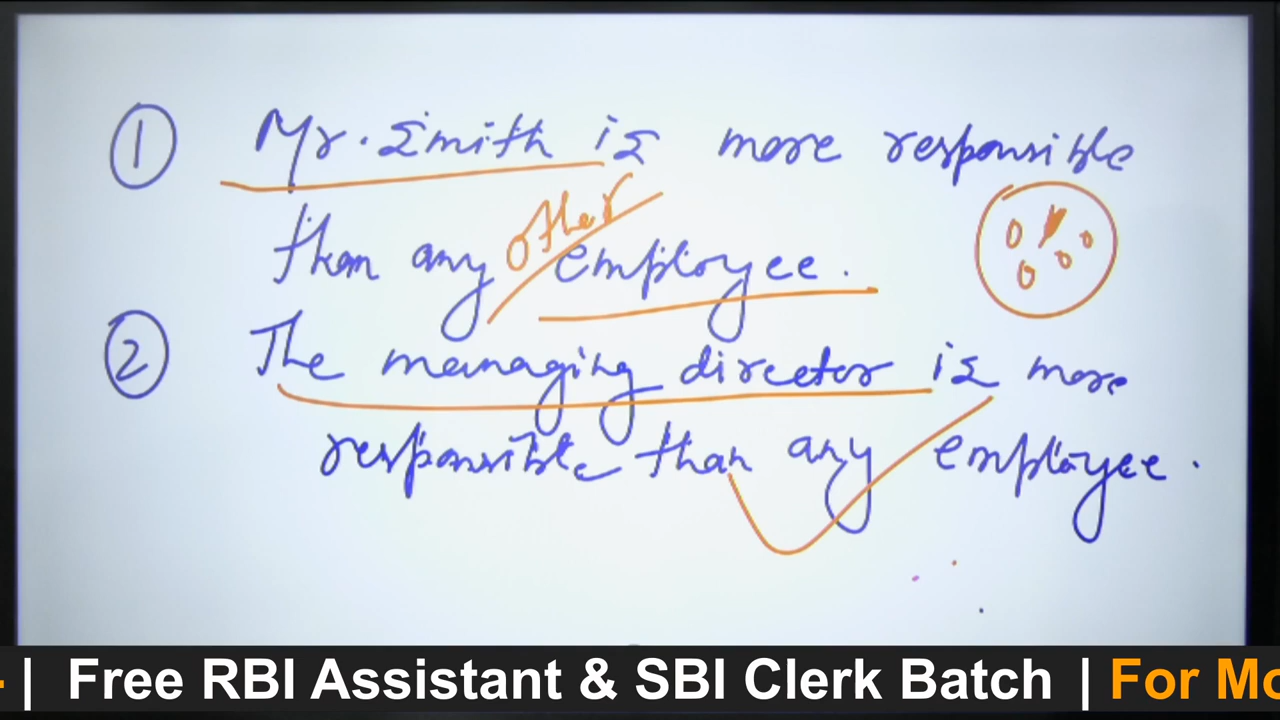 ① Mr. Smith is more responsible
than any other employee.
② The managing director is more
responsible than any employee.
| Free RBI Assistant & SBI Clerk Batch | For Mo